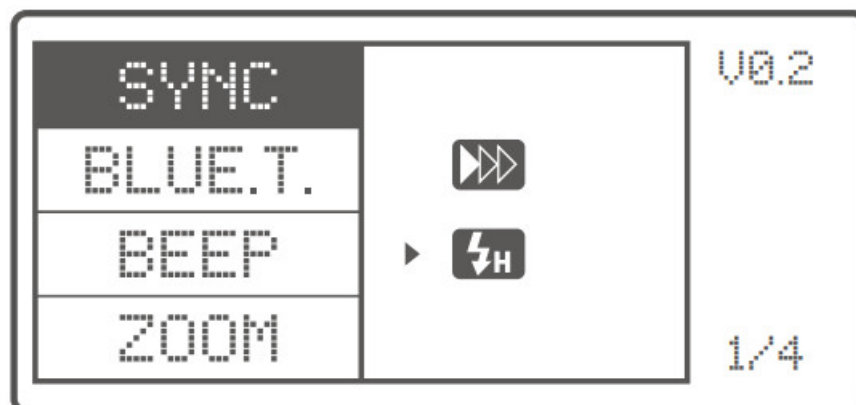 SYNC
V0.2
BLUE.T.
BEEP
H
ZOOM
1/4